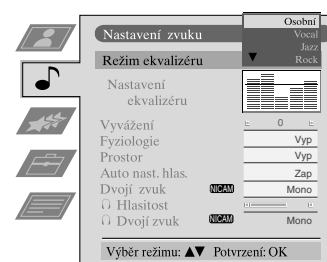 Osobní
Nastavení zvuku
Vocal
Jazz
Režim ekvalizéru
Rock
Nastavení
ekvalizéru
Vyvážení 0
Fyziologie Vyp
Prostor Vyp
Auto nast. hlas. Zap
Dvojí zvuk NICAM Mono
Hlasitost
Dvojí zvuk NICAM Mono
Výběr režimu: ▲▼ Potvrzení: OK